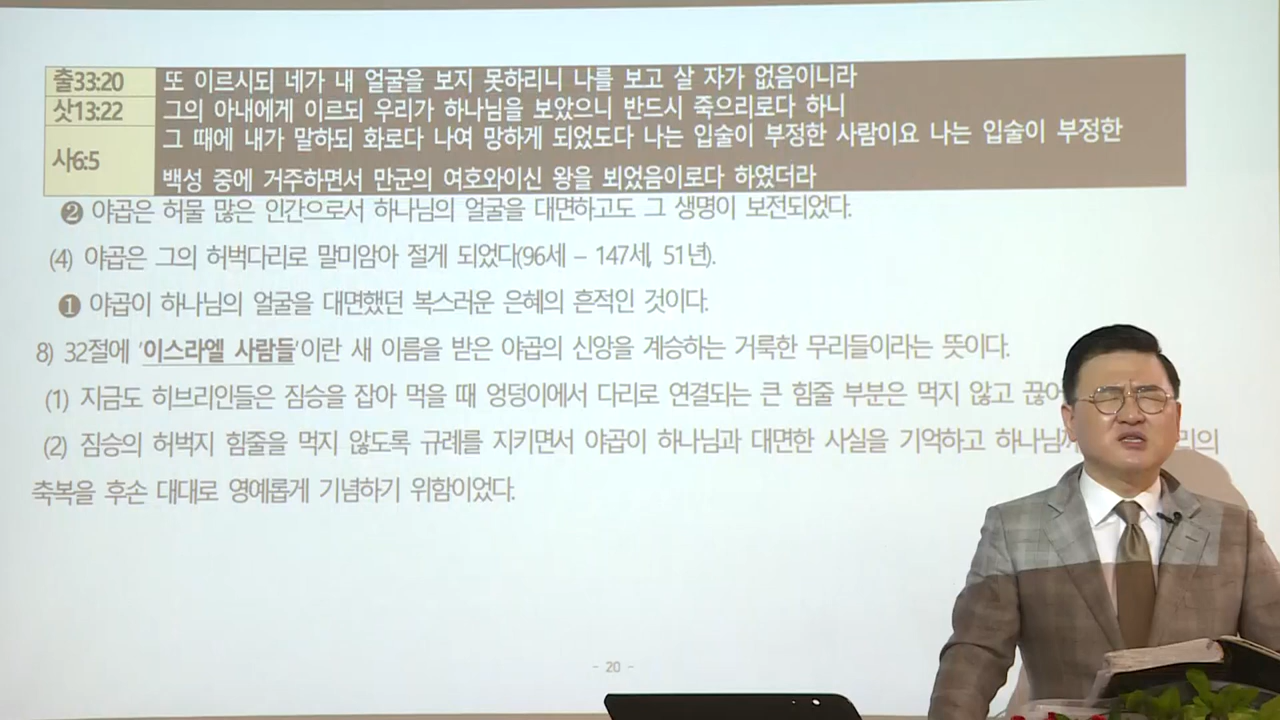 출33:20 또 이르시되 네가 내 얼굴을 보지 못하리니 나를 보고 살 자가 없음이니라
삿13:22 그의 아내에게 이르되 우리가 하나님을 보았으니 반드시 죽으리로다 하니
사6:5 그 때에 내가 말하되 화로다 나여 망하게 되었도다 나는 입술이 부정한 사람이요 나는 입술이 부정한
백성 중에 거주하면서 만군의 여호와이신 왕을 뵈었음이로다 하였더라
❷ 야곱은 허물 많은 인간으로서 하나님의 얼굴을 대면하고도 그 생명이 보전되었다.
(4) 야곱은 그의 허벅다리로 말미암아 절게 되었다(96세 – 147세, 51년).
❶ 야곱이 하나님의 얼굴을 대면했던 복스러운 은혜의 흔적인 것이다.
8) 32절에 '이스라엘 사람들'이란 새 이름을 받은 야곱의 신앙을 계승하는 거룩한 무리들이라는 뜻이다.
(1) 지금도 히브리인들은 짐승을 잡아 먹을 때 엉덩이에서 다리로 연결되는 큰 힘줄 부분은 먹지 않고 끊어
(2) 짐승의 허벅지 힘줄을 먹지 않도록 규례를 지키면서 야곱이 하나님과 대면한 사실을 기억하고 리의
축복을 후손 대대로 영예롭게 기념하기 위함이었다.
- 20 -